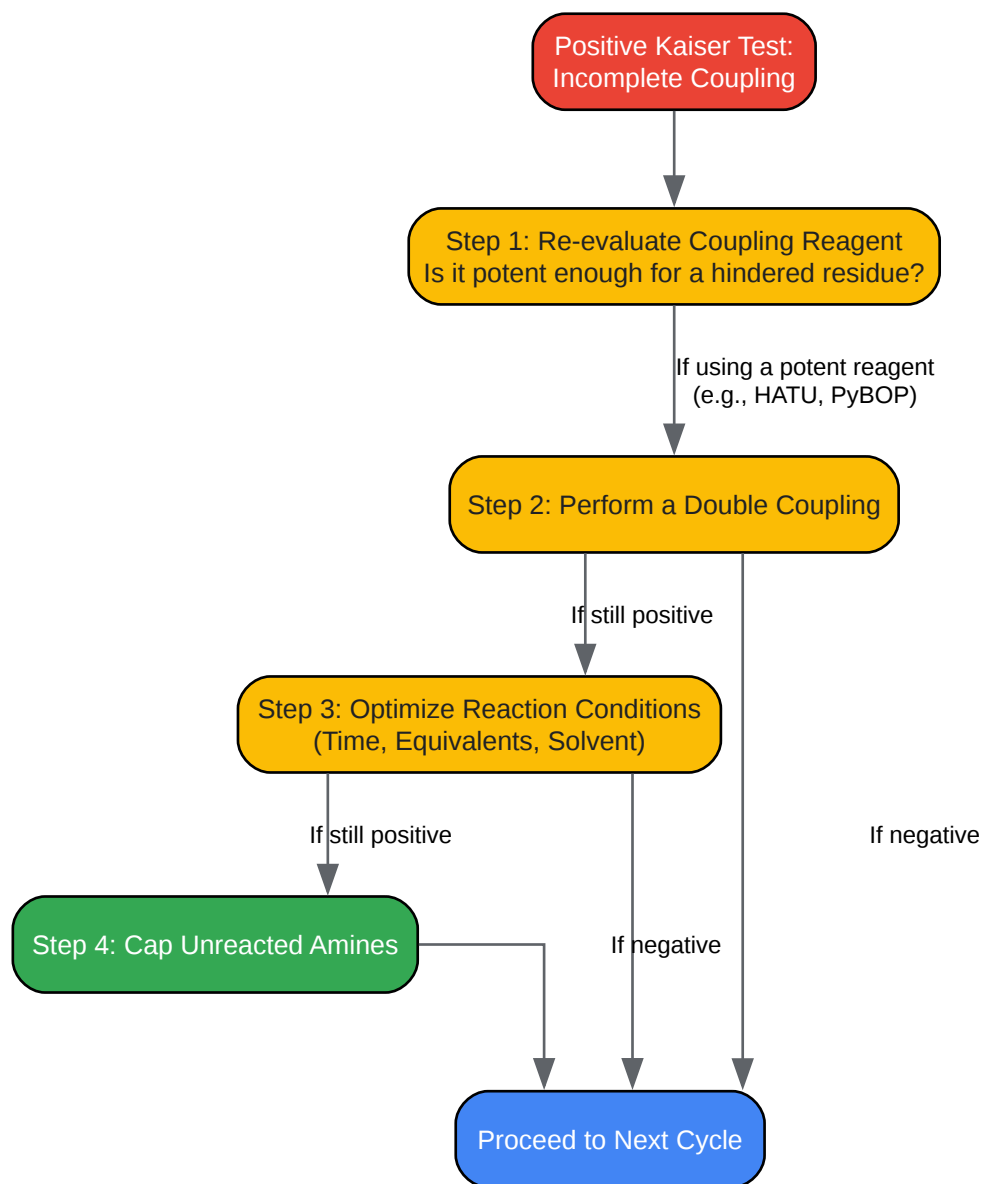 Positive Kaiser Test:
Incomplete Coupling
Step 1: Re-evaluate Coupling Reagent
Is it potent enough for a hindered residue?
If using a potent reagent
(e.g., HATU, PyBOP)
Step 2: Perform a Double Coupling
If still positive
Step 3: Optimize Reaction Conditions
(Time, Equivalents, Solvent)
If still positive
If negative
Step 4: Cap Unreacted Amines
If negative
Proceed to Next Cycle